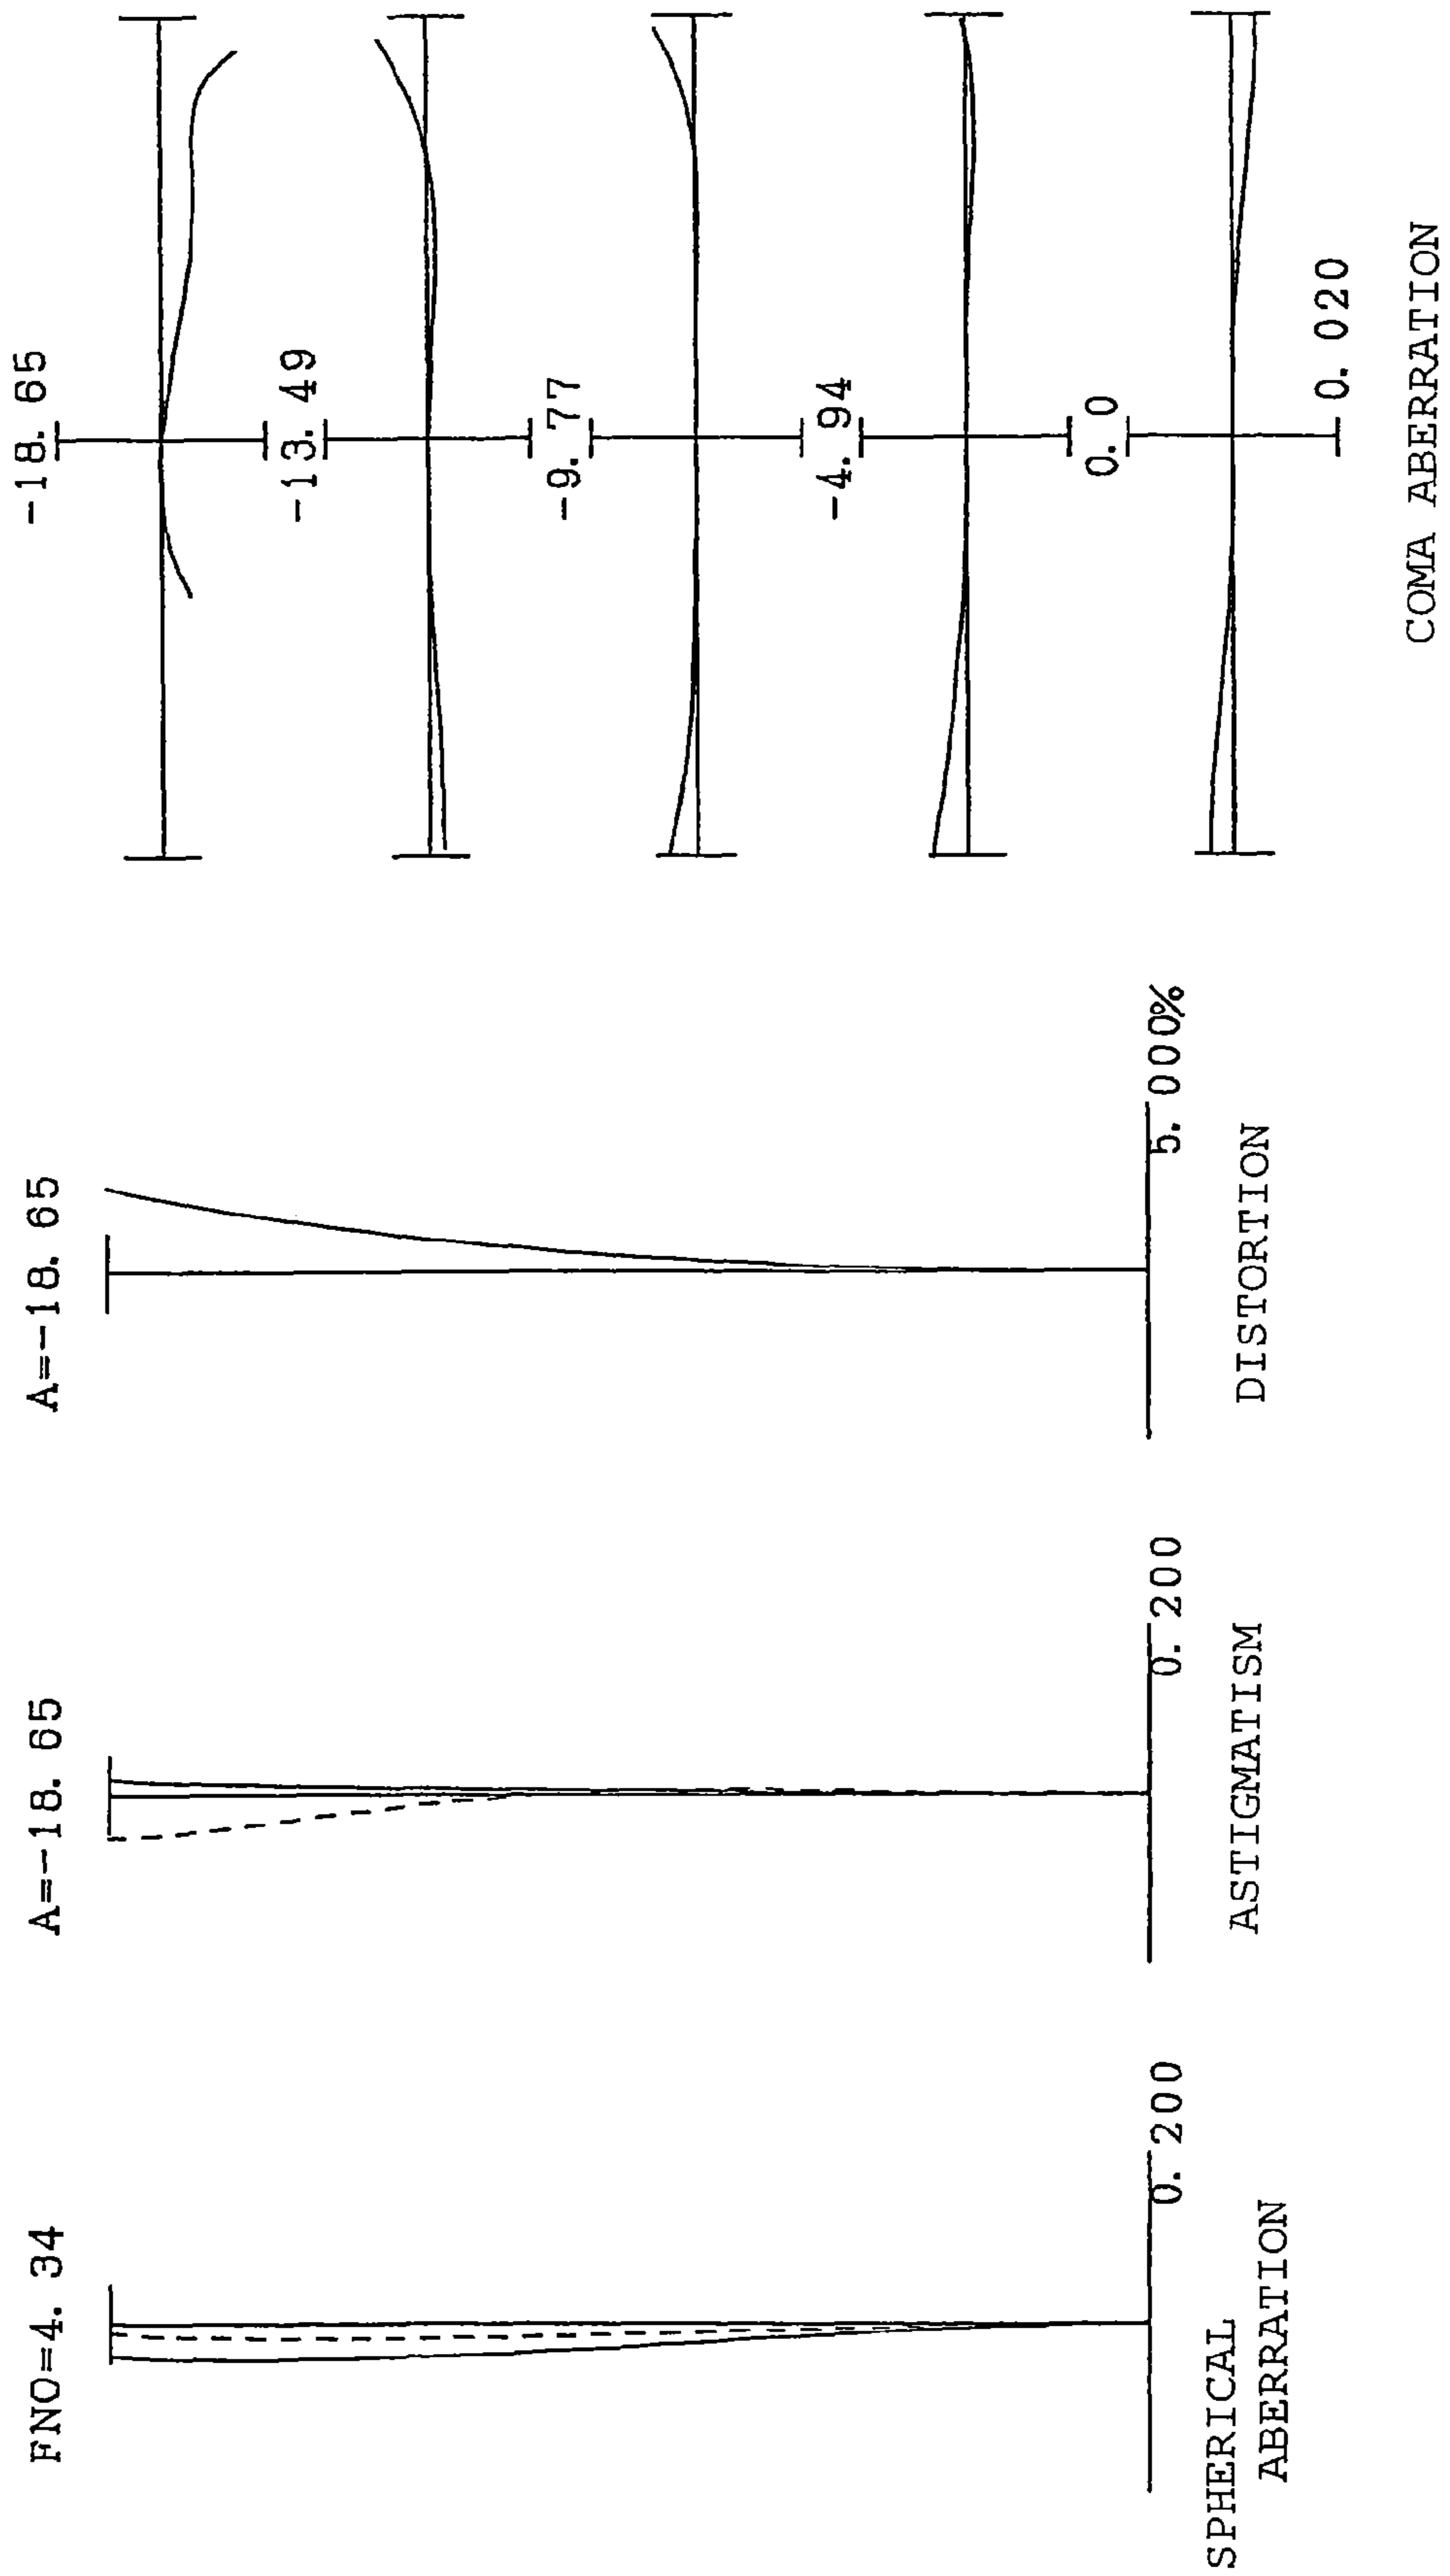 FNO=4. 34
SPHERICAL
ABERRATION
0. 200
A=-18. 65
ASTIGMATISM
0. 200
A=-18. 65
DISTORTION
5. 000%
-18. 65
-13. 49
-9. 77
-4. 94
0. 0
0. 020
COMA ABERRATION